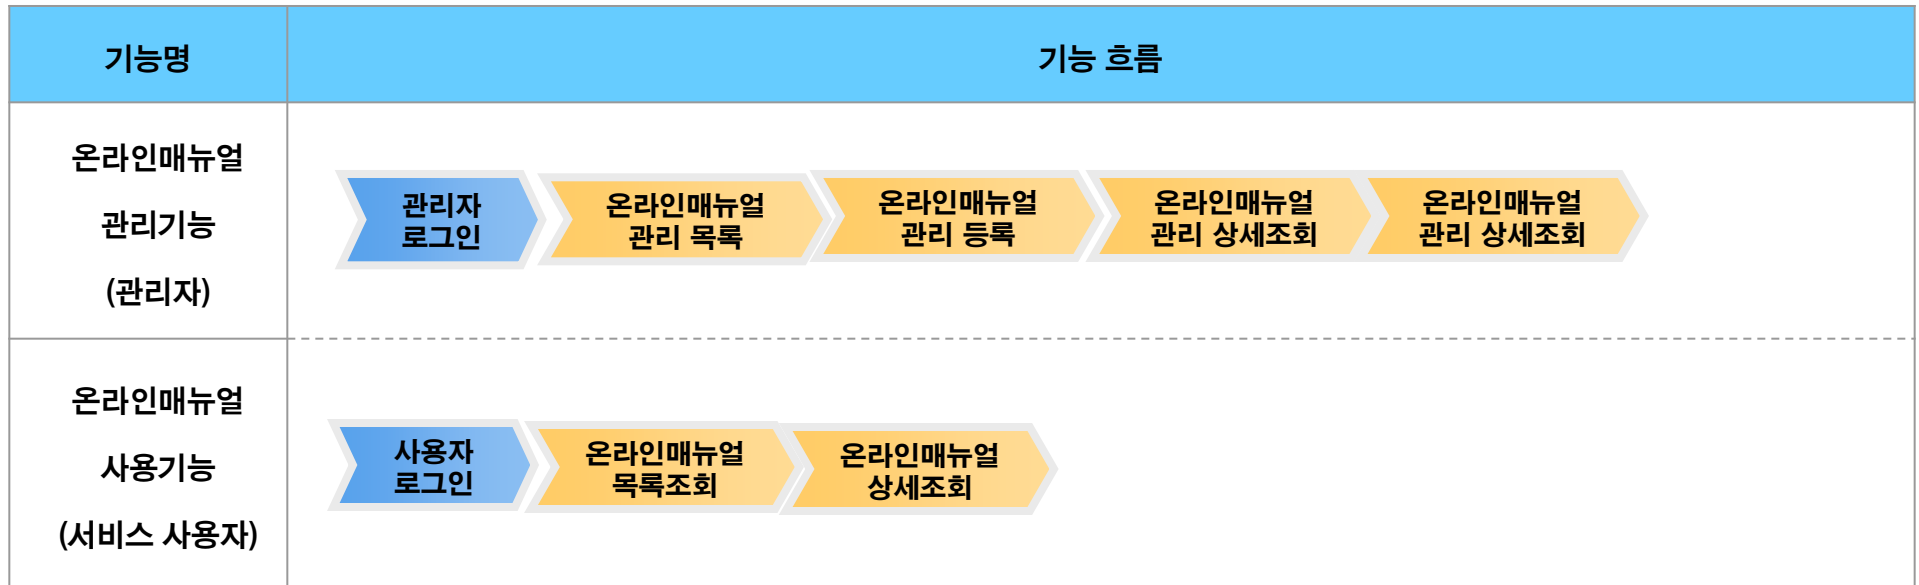 기능명
기능 흐름
온라인매뉴얼
관리기능
(관리자)
관리자
로그인
온라인매뉴얼
관리 목록
온라인매뉴얼
관리 등록
온라인매뉴얼
관리 상세조회
온라인매뉴얼
관리 상세조회
온라인매뉴얼
사용기능
(서비스 사용자)
사용자
로그인
온라인매뉴얼
목록조회
온라인매뉴얼
상세조회